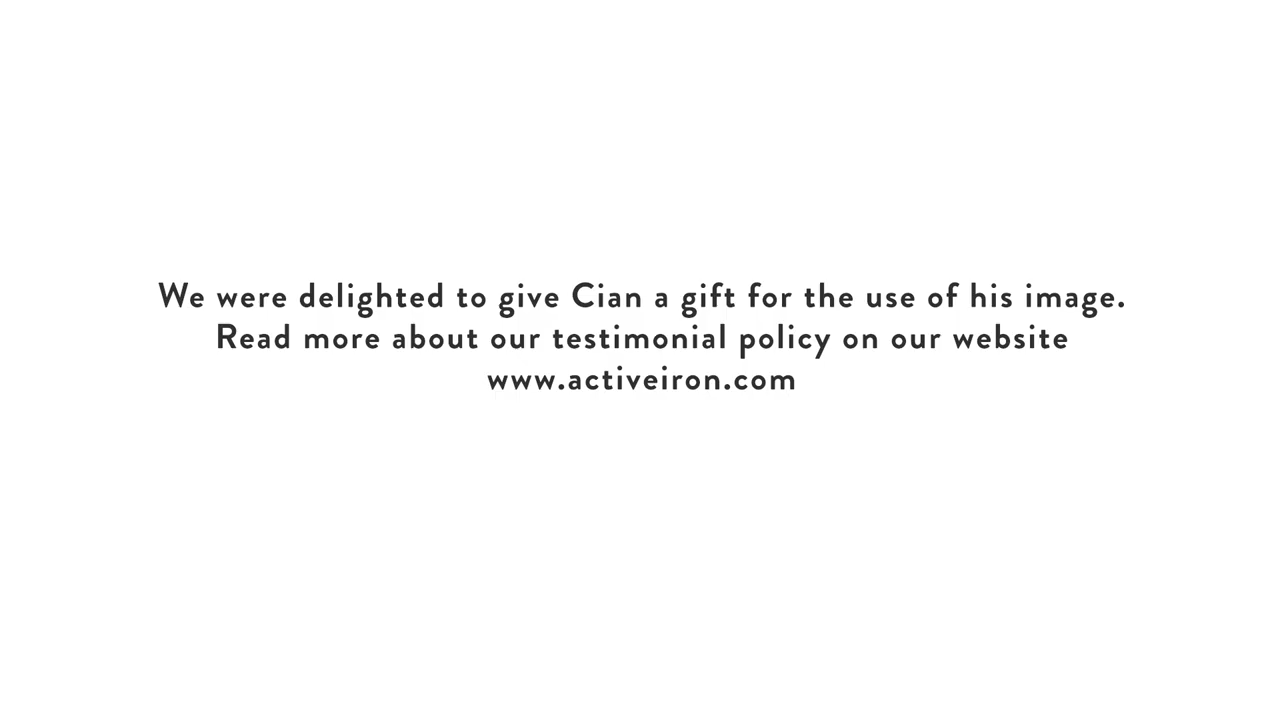 We were delighted to give Cian a gift for the use of his image.
Read more about our testimonial policy on our website
www.activeiron.com